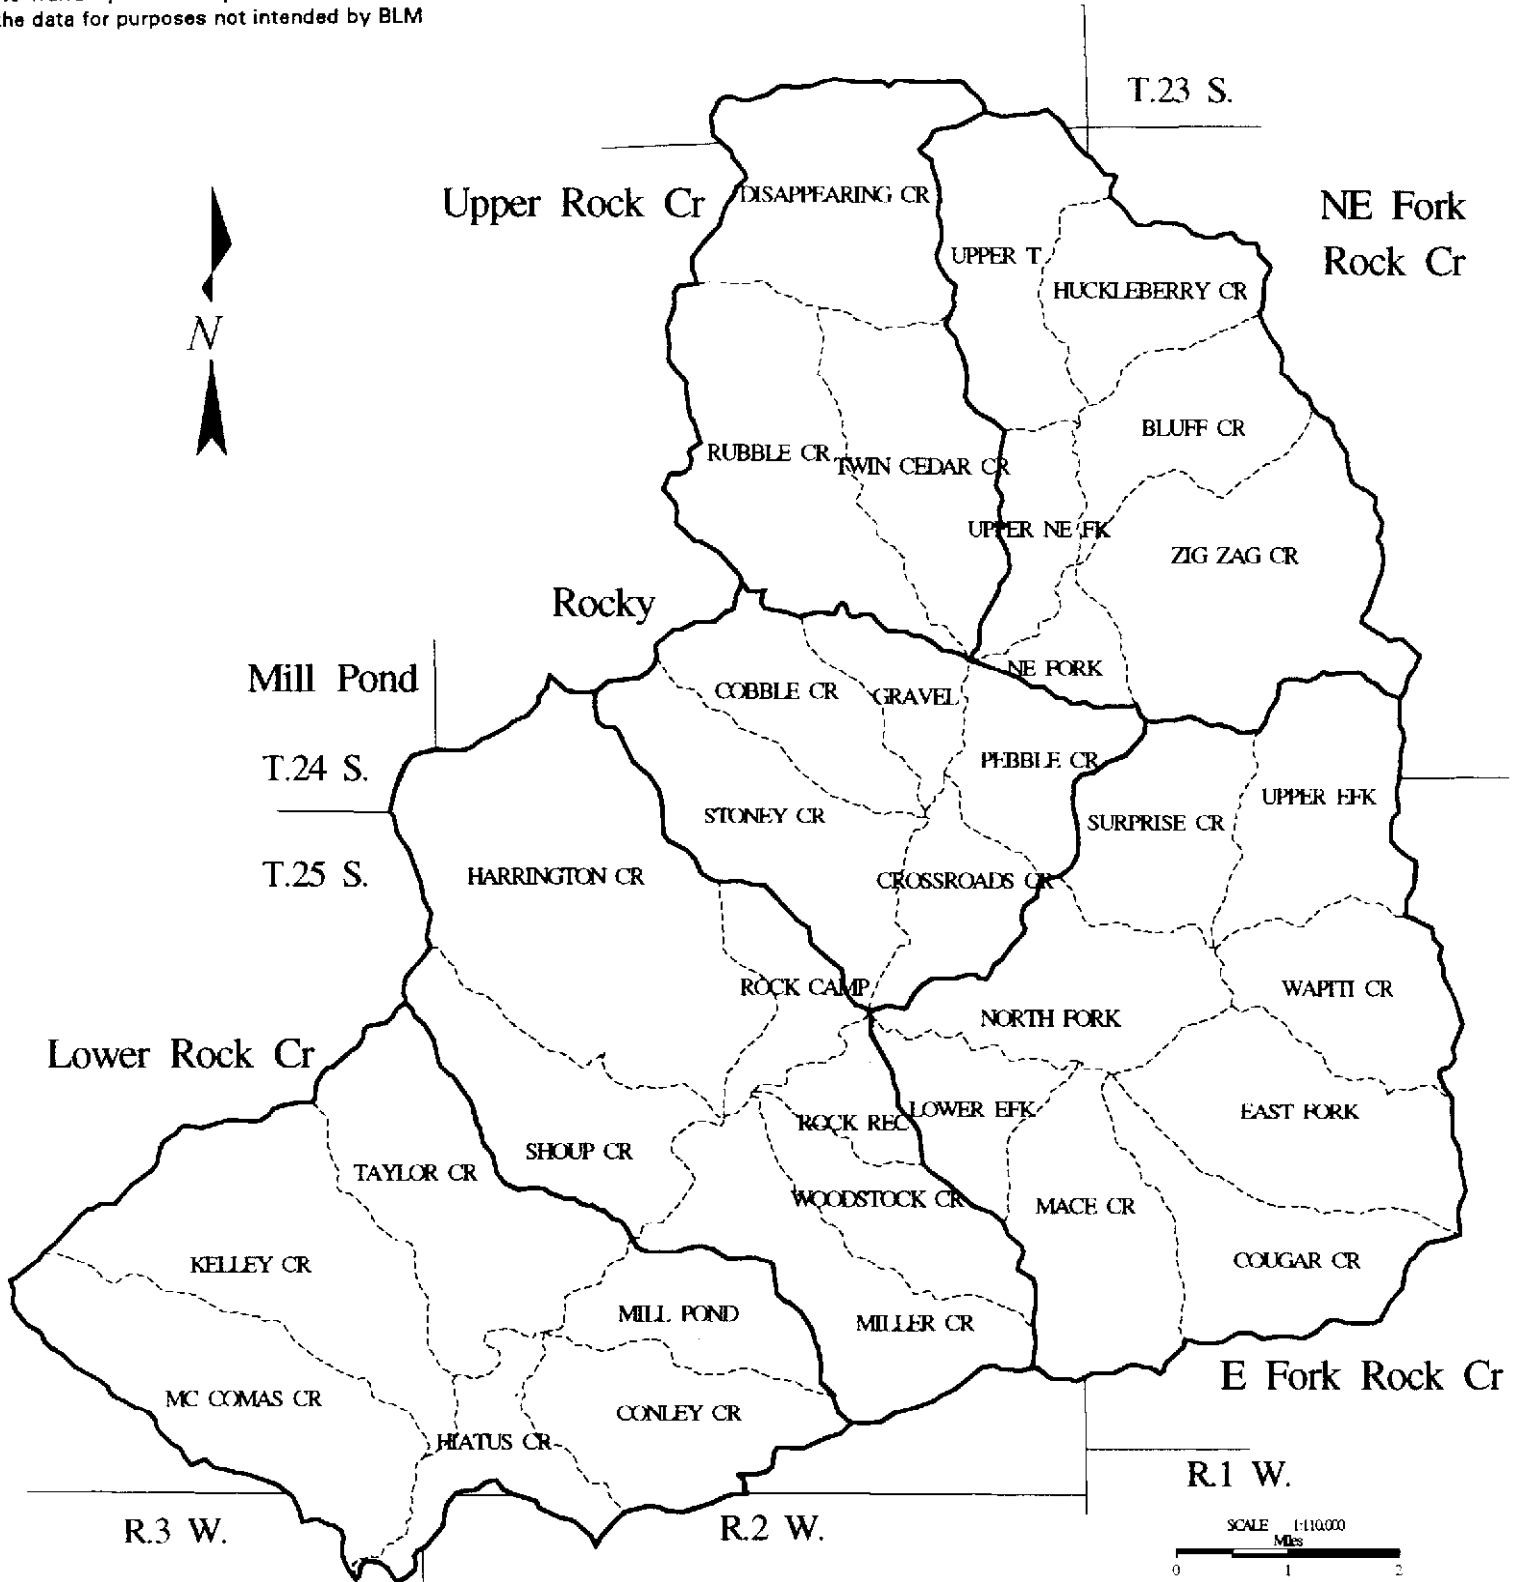 the data for purposes not intended by BLM
T.23 S.
Upper Rock Cr
DISAPPEARING CR
NE Fork
Rock Cr
UPPER T
HUCKLEBERRY CR
N
BLUFF CR
RUBBLE CR
TWIN CEDAR CR
UPPER NE FK
ZIG ZAG CR
Rocky
Mill Pond
NE FORK
COBBLE CR
GRAVEL
PEBBLE CR
T.24 S.
UPPER EFK
STONEY CR
SURPRISE CR
T.25 S.
HARRINGTON CR
CROSSROADS CR
ROCK CAMP
WAPITI CR
NORTH FORK
Lower Rock Cr
LOWER EFK
EAST FORK
ROCK REC
SHOUP CR
TAYLOR CR
WOODSTOCK CR
MACE CR
KELLEY CR
COUGAR CR
MILL POND
MILLER CR
E Fork Rock Cr
MC COMAS CR
CONLEY CR
HIATUS CR
R.1 W.
R.3 W.
R.2 W.
SCALE 1:110,000
Miles
0 1 2